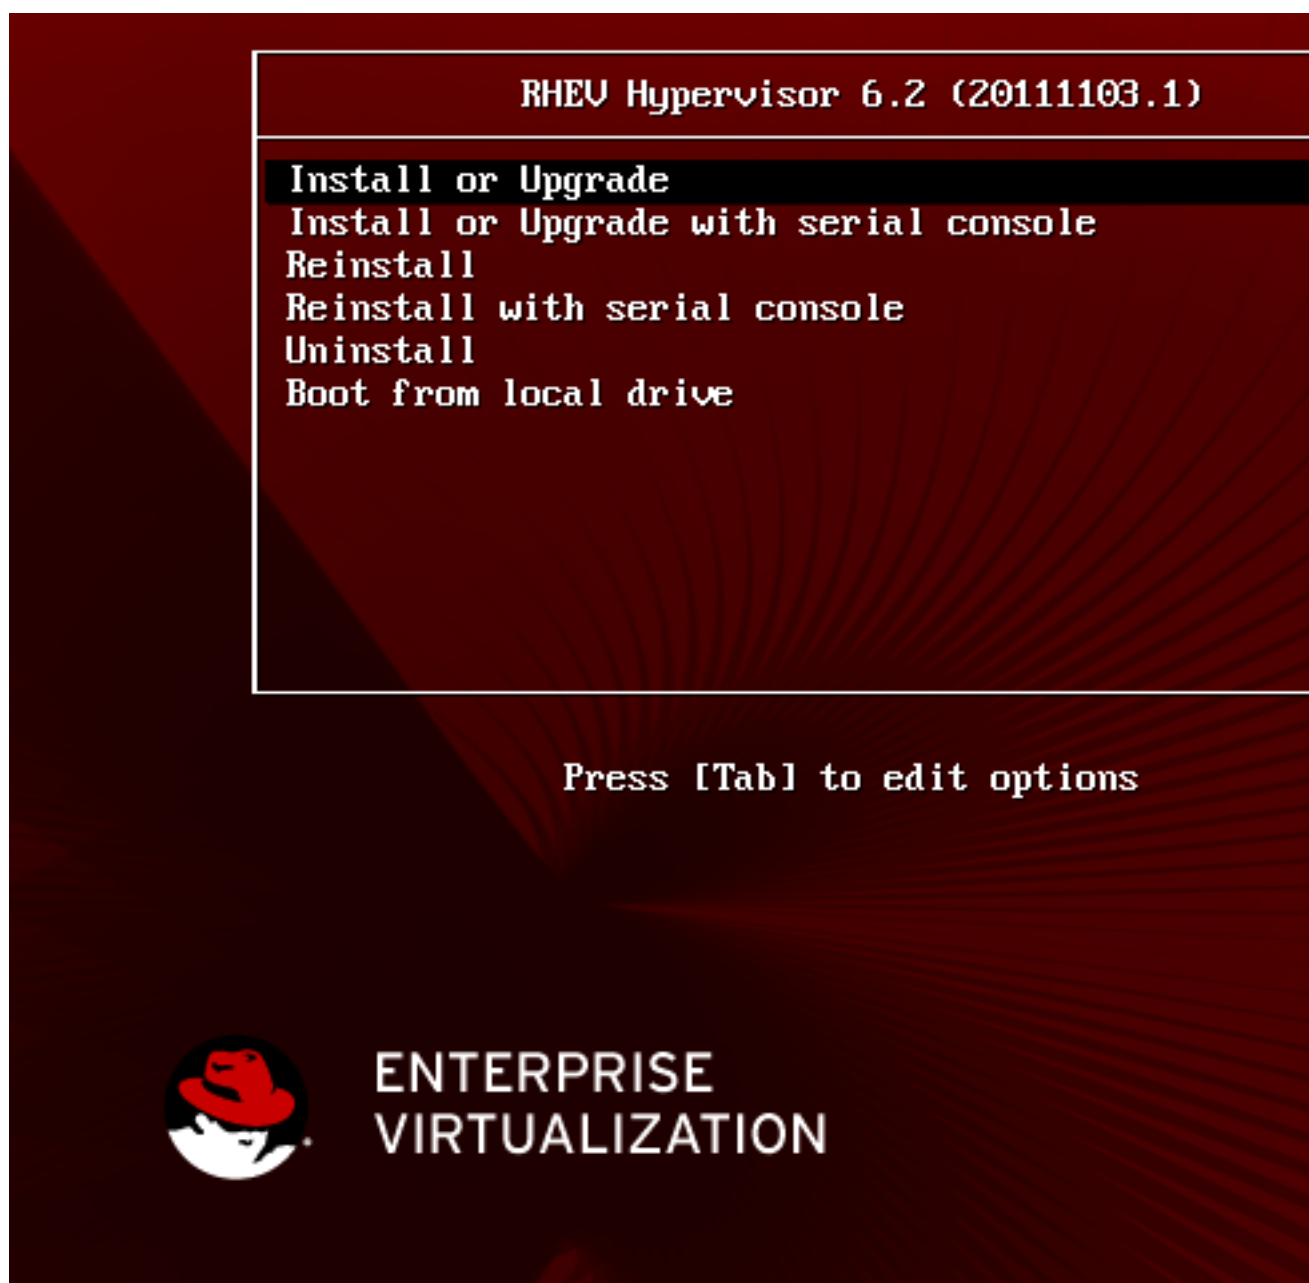 RHEV Hypervisor 6.2 (20111103.1)
Install or Upgrade
Install or Upgrade with serial console
Reinstall
Reinstall with serial console
Uninstall
Boot from local drive
Press [Tab] to edit options
ENTERPRISE
VIRTUALIZATION